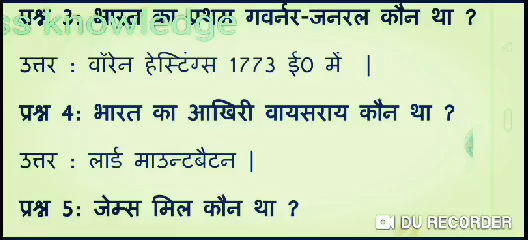 ss knowledge
प्रश्न 3: भारत का प्रथम गवर्नर-जनरल कौन था ?
उत्तर : वॉरेन हेस्टिंग्स 1773 ई0 में |
प्रश्न 4: भारत का आखिरी वायसराय कौन था ?
उत्तर : लार्ड माउन्टबैटन |
प्रश्न 5: जेम्स मिल कौन था ?
DU RECORDER